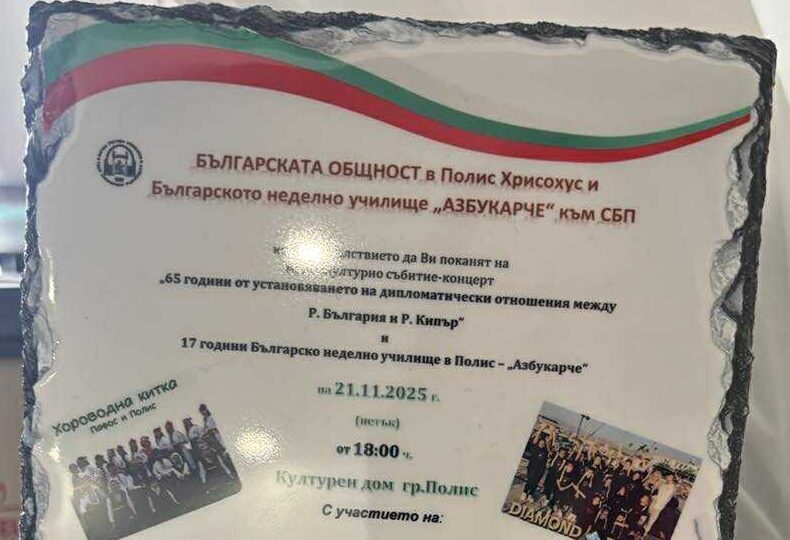 БЪЛГАРСКАТА ОБЩНОСТ в Полис Хрисохус и
Българското неделно училище „АЗБУКАРЧЕ“ към СБП
да Ви поканят на
събитие-концерт
„65 години от установяването на дипломатически отношения между
Р. България и Р. Кипър“
и
17 години Българско неделно училище в Полис – „Азбукарче“
на 21.11.2025 г.
(петък)
от 18:00 ч.
Културен дом гр.Полис
С участието на:
хороводна китка
Пафос и Полис
DIAMOND